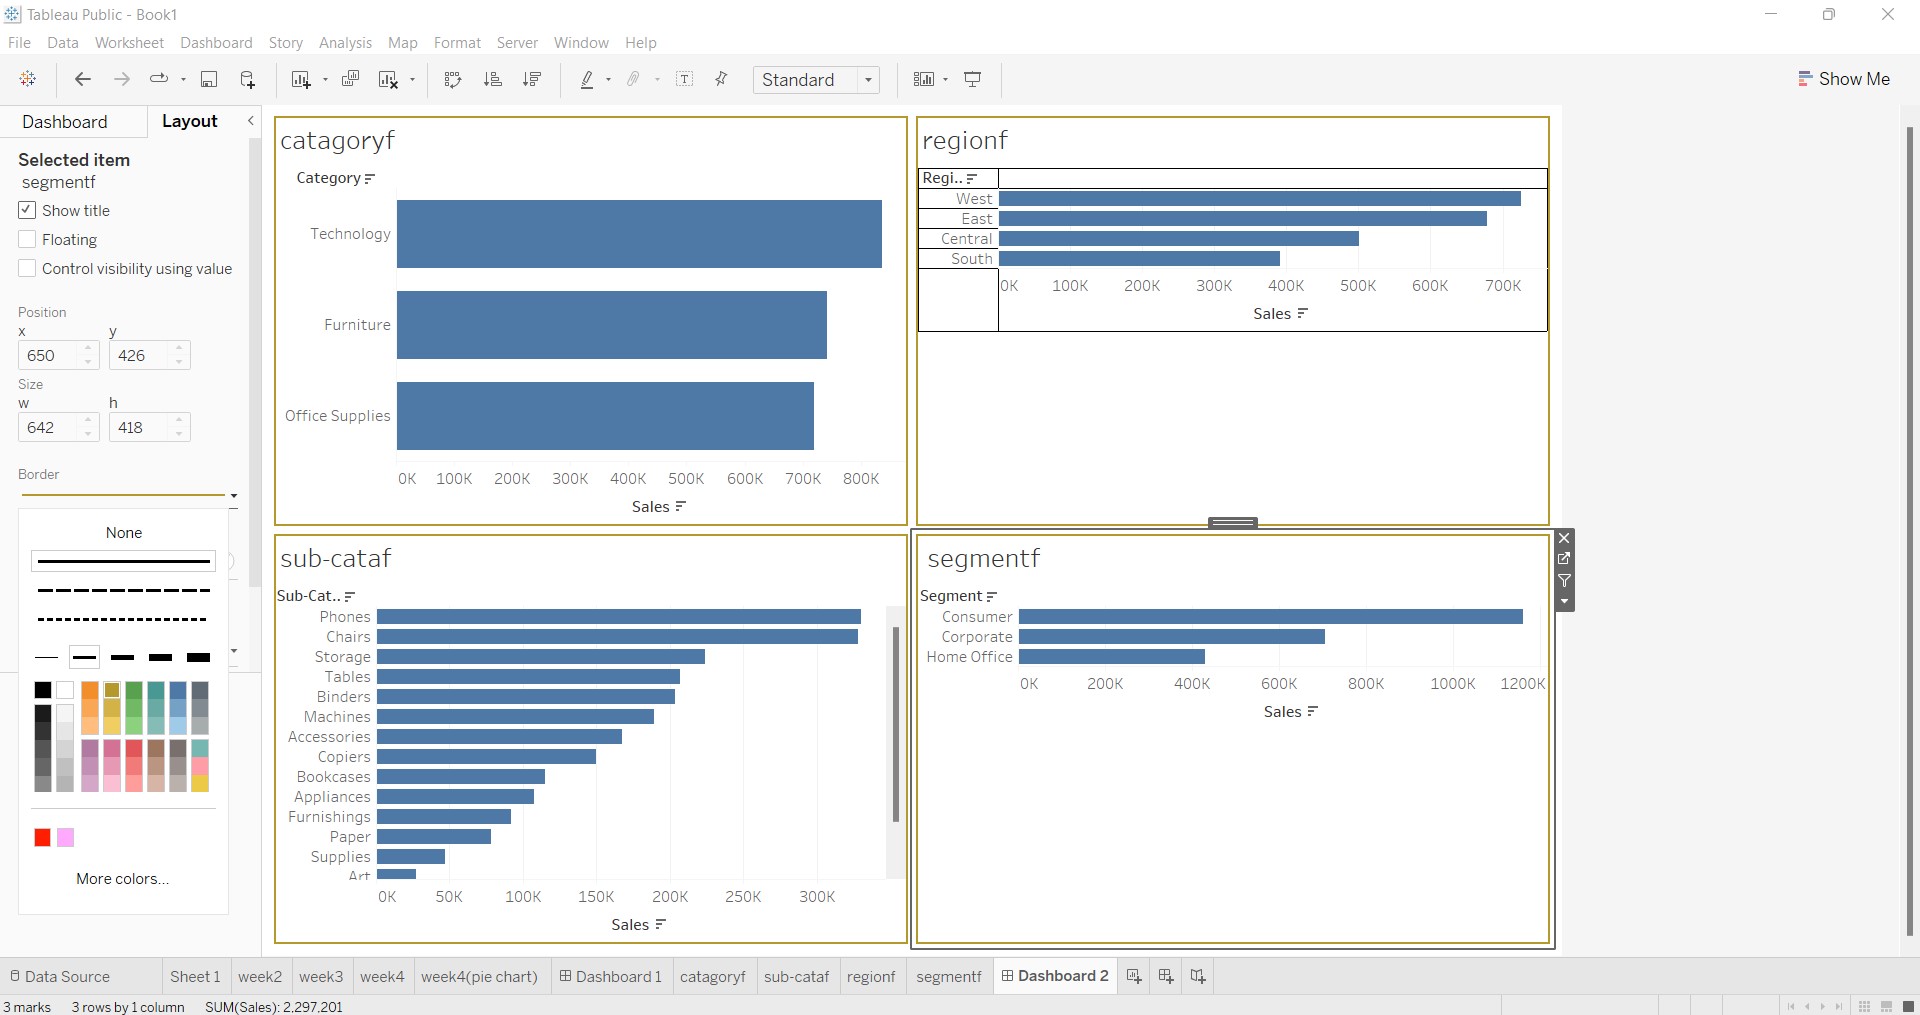 Tableau Public - Book1
File Data Worksheet Dashboard Story Analysis Map Format Server Window Help
Standard
Show Me
Dashboard Layout
Selected item
segmentf
Show title
Floating
Control visibility using value
Position
x y
650 426
Size
w h
642 418
Border
None
More colors...
catagoryf
Category
Technology
Furniture
Office Supplies
0K 100K 200K 300K 400K 500K 600K 700K 800K
Sales
regionf
Regi..
West
East
Central
South
0K 100K 200K 300K 400K 500K 600K 700K
Sales
sub-cataf
Sub-Cat..
Phones
Chairs
Storage
Tables
Binders
Machines
Accessories
Copiers
Bookcases
Appliances
Furnishings
Paper
Supplies
Art
0K 50K 100K 150K 200K 250K 300K
Sales
segmentf
Segment
Consumer
Corporate
Home Office
0K 200K 400K 600K 800K 1000K 1200K
Sales
Data Source Sheet 1 week2 week3 week4 week4(pie chart) Dashboard 1 catagoryf sub-cataf regionf segmentf Dashboard 2
3 marks 3 rows by 1 column SUM(Sales): 2,297,201